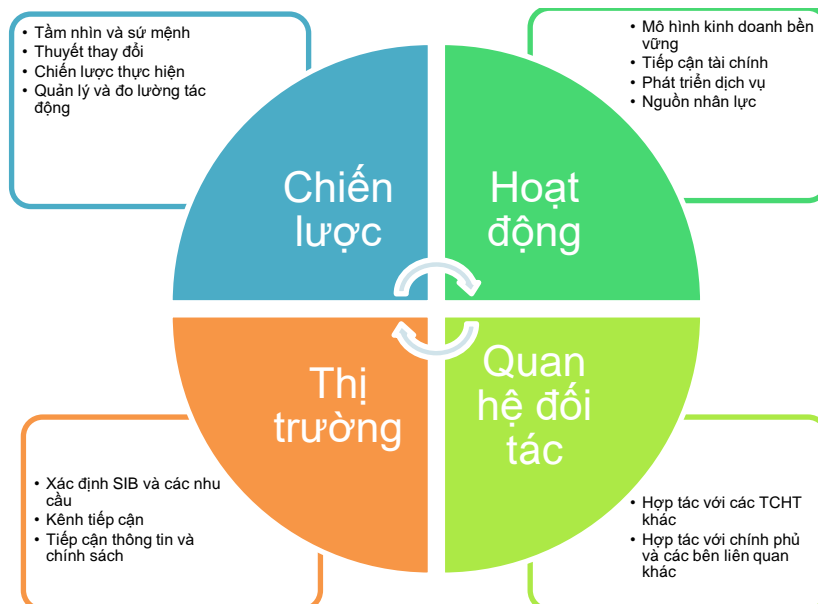 • Tầm nhìn và sứ mệnh
• Thuyết thay đổi
• Chiến lược thực hiện
• Quản lý và đo lường tác
động
• Mô hình kinh doanh bền
vững
• Tiếp cận tài chính
• Phát triển dịch vụ
• Nguồn nhân lực
Chiến
lược
Hoạt
động
Thị
trường
Quan
hệ đối
tác
• Xác định SIB và các nhu
cầu
• Kênh tiếp cận
• Tiếp cận thông tin và
chính sách
• Hợp tác với các TCHT
khác
• Hợp tác với chính phủ
và các bên liên quan
khác